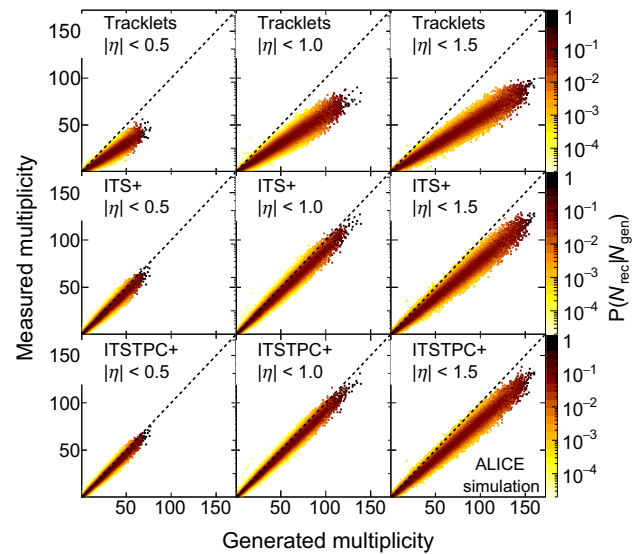 Tracklets
|η| < 0.5
Tracklets
|η| < 1.0
Tracklets
|η| < 1.5
ITS+
|η| < 0.5
ITS+
|η| < 1.0
ITS+
|η| < 1.5
ITSTPC+
|η| < 0.5
ITSTPC+
|η| < 1.0
ITSTPC+
|η| < 1.5
ALICE
simulation
Measured multiplicity
150
100
50
150
100
50
150
100
50
50 100 150
50 100 150
50 100 150
Generated multiplicity
1
10⁻¹
10⁻²
10⁻³
10⁻⁴
1
10⁻¹
10⁻²
10⁻³
10⁻⁴
1
10⁻¹
10⁻²
10⁻³
10⁻⁴
P(N_rec|N_gen)